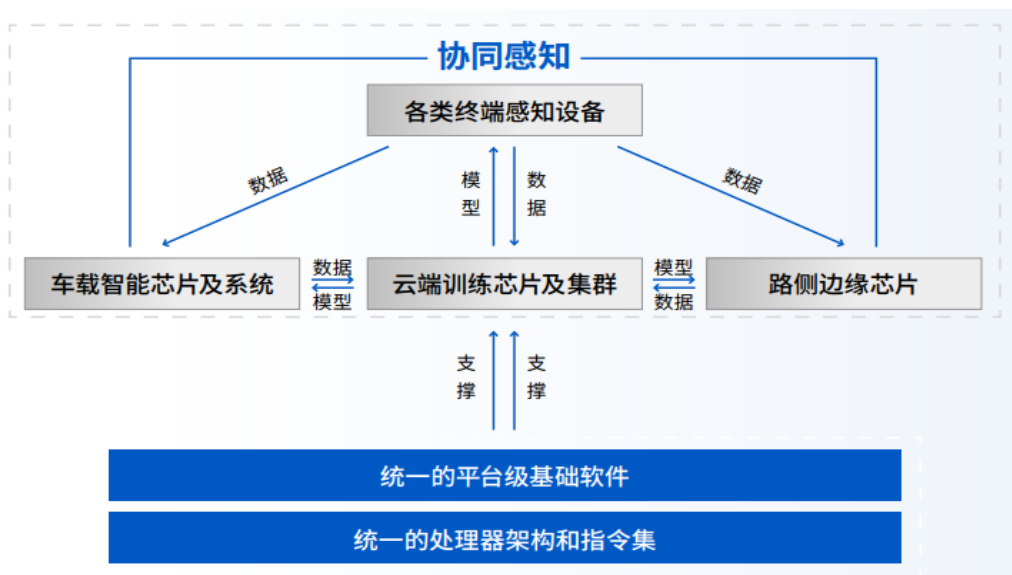 协同感知
各类终端感知设备
数据
模型
数据
数据
车载智能芯片及系统
数据
模型
云端训练芯片及集群
模型
数据
路侧边缘芯片
支撑
支撑
统一的平台级基础软件
统一的处理器架构和指令集